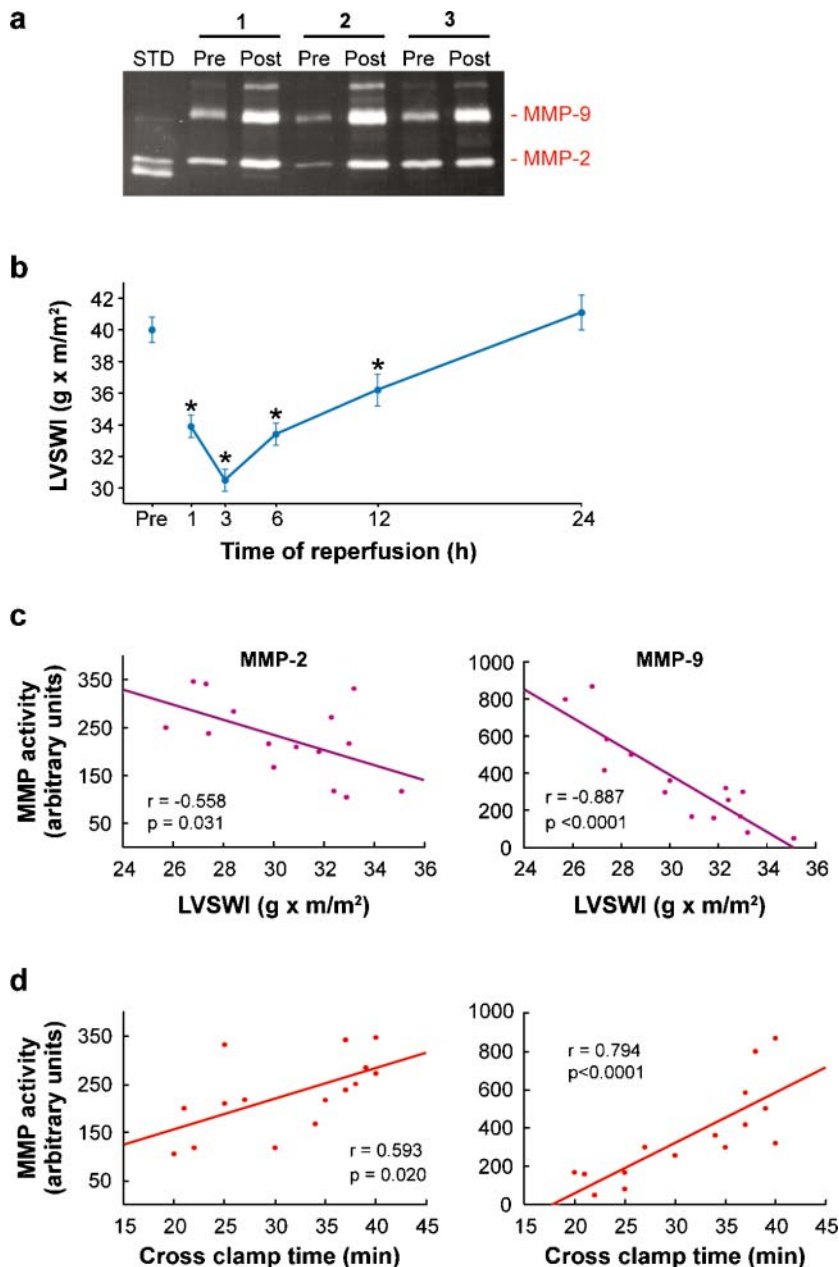 a
1 2 3
STD Pre Post Pre Post Pre Post
- MMP-9
- MMP-2
b
LVSWI (g x m/m²)
42
40
38
36
34
32
30
* * * *
Pre 1 3 6 12 24
Time of reperfusion (h)
c
MMP activity
(arbitrary units)
MMP-2
350
250
150
50
r = -0.558
p = 0.031
24 26 28 30 32 34 36
LVSWI (g x m/m²)
MMP-9
1000
800
600
400
200
0
r = -0.887
p <0.0001
24 26 28 30 32 34 36
LVSWI (g x m/m²)
d
MMP activity
(arbitrary units)
350
250
150
50
r = 0.593
p = 0.020
15 20 25 30 35 40 45
Cross clamp time (min)
1000
800
600
400
200
0
r = 0.794
p<0.0001
15 20 25 30 35 40 45
Cross clamp time (min)